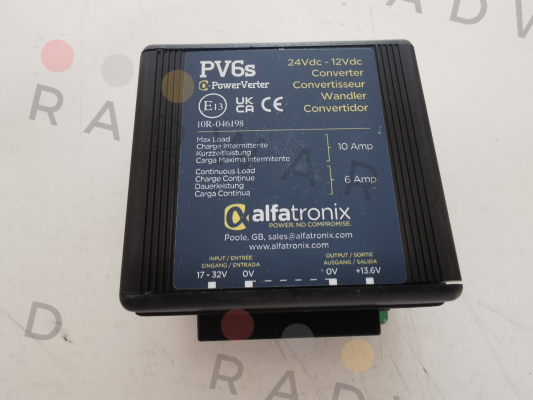 PV6s
PowerVerter
24Vdc - 12Vdc
Converter
Convertisseur
Wandler
Convertidor
E13 UK CA CE
10R-046198
Max Load
Charge Intermittente
Kurzzeitleistung
Carga Maxima Intermitente
10 Amp
Continuous Load
Charge Continue
Dauerleistung
Carga Continua
6 Amp
alfatronix
POWER. NO COMPROMISE.
Poole, GB, sales@alfatronix.com
www.alfatronix.com
INPUT / ENTRÉE
EINGANG / ENTRADA
OUTPUT / SORTIE
AUSGANG / SALIDA
17 - 32V 0V 0V +13.6V